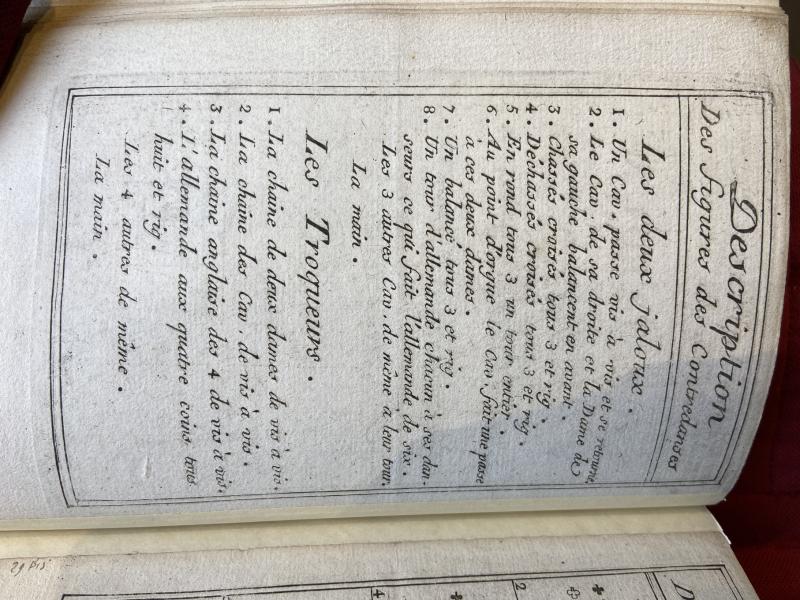 Description
Des figures des Contredanses
Les deux jaloux.
1. Un Cav. passe vis à vis et se retourne
2. Le Cav. de sa droite et la Dame de
sa gauche balancent en avant.
3. Chassés croisés tous 3 et rig.
4. Déchassés croisés tous 3 et rig.
5. En rond tous 3 un tour entier.
6. Au point d'orgue le Cav. fait une passe
à ces deux dames.
7. Un balancé tous 3 et rig.
8. Un tour d'allemande chacun à ses dan-
seurs ce qui fait l'allemande de six.
Les 3 autres Cav. de même à leur tour.
La main.
Les Troqueurs.
1. La chaine de deux dames de vis à vis.
2. La chaine des Cav. de vis à vis.
3. La chaine anglaise des 4 de vis à vis.
4. L'allemande aux quatre coins, tous
huit et rig.
Les 4 autres de même.
La main.
29 bis
D
2
4